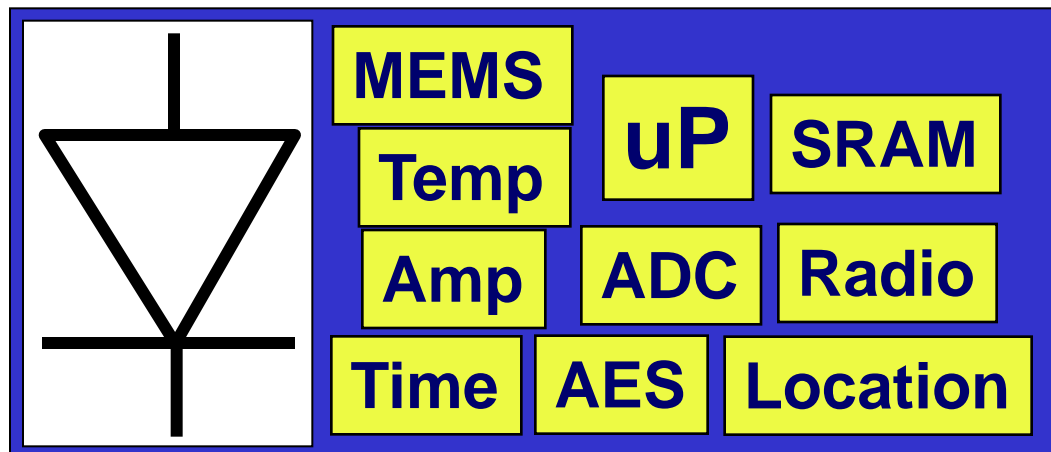 MEMS
uP
SRAM
Temp
Amp
ADC
Radio
Time
AES
Location